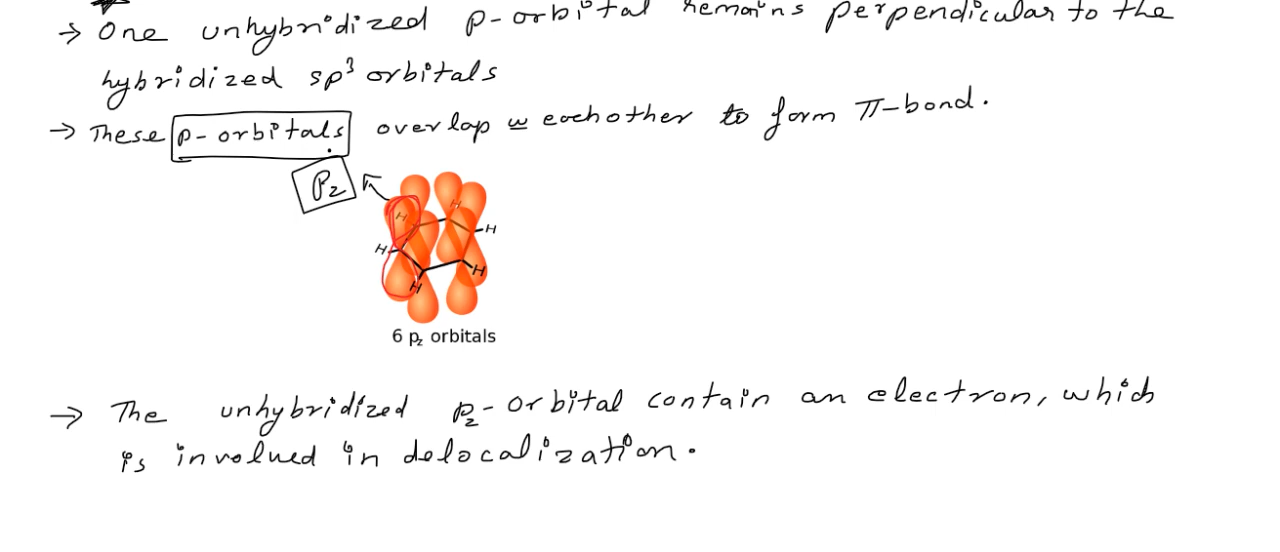 → One unhybridized p-orbital remains perpendicular to the
hybridized sp³ orbitals
→ These p-orbitals overlap w eachother to form π-bond.
Pz
H
H
H
H
H
H
6 pz orbitals
→ The unhybridized pz-orbital contain an electron, which
is involved in delocalization.